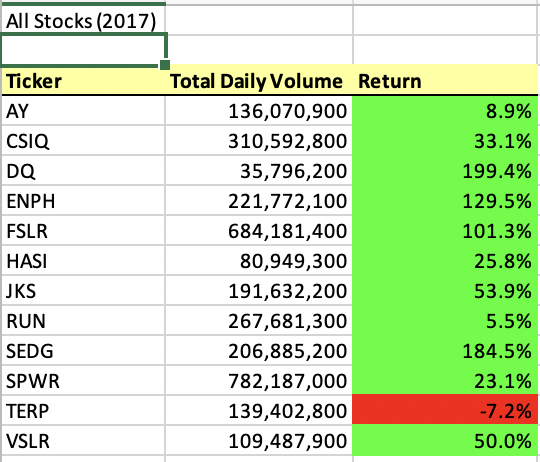 All Stocks (2017)
Ticker Total Daily Volume Return
AY 136,070,900 8.9%
CSIQ 310,592,800 33.1%
DQ 35,796,200 199.4%
ENPH 221,772,100 129.5%
FSLR 684,181,400 101.3%
HASI 80,949,300 25.8%
JKS 191,632,200 53.9%
RUN 267,681,300 5.5%
SEDG 206,885,200 184.5%
SPWR 782,187,000 23.1%
TERP 139,402,800 -7.2%
VSLR 109,487,900 50.0%